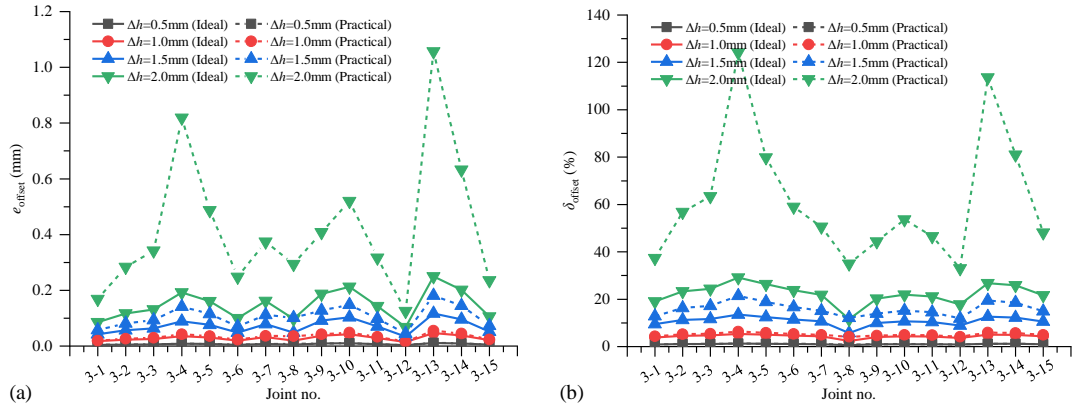 Δh=0.5mm (Ideal) Δh=0.5mm (Practical)
Δh=1.0mm (Ideal) Δh=1.0mm (Practical)
Δh=1.5mm (Ideal) Δh=1.5mm (Practical)
Δh=2.0mm (Ideal) Δh=2.0mm (Practical)
1.2
1.0
0.8
0.6
0.4
0.2
0.0
e_offset (mm)
3-1 3-2 3-3 3-4 3-5 3-6 3-7 3-8 3-9 3-10 3-11 3-12 3-13 3-14 3-15
Joint no.
(a)
Δh=0.5mm (Ideal) Δh=0.5mm (Practical)
Δh=1.0mm (Ideal) Δh=1.0mm (Practical)
Δh=1.5mm (Ideal) Δh=1.5mm (Practical)
Δh=2.0mm (Ideal) Δh=2.0mm (Practical)
140
120
100
80
60
40
20
0
δ_offset (%)
3-1 3-2 3-3 3-4 3-5 3-6 3-7 3-8 3-9 3-10 3-11 3-12 3-13 3-14 3-15
Joint no.
(b)